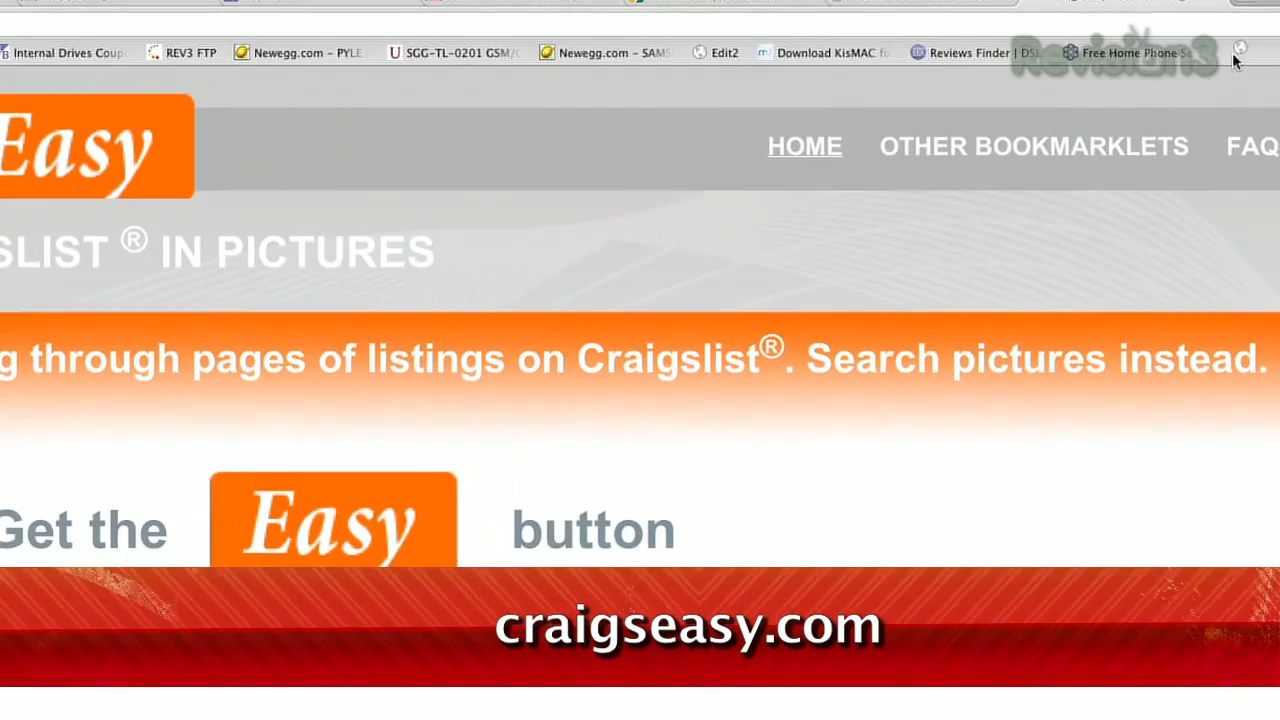 Internal Drives Coup
REV3 FTP
Newegg.com - PYLE
SGG-TL-0201 GSM/
Newegg.com - SAMS
Edit2
Download KisMAC fu
Reviews Finder | DSL
Free Home Phone Se
Revision3
Easy
HOME
OTHER BOOKMARKLETS
FAQ
SLIST ® IN PICTURES
g through pages of listings on Craigslist®. Search pictures instead.
Get the
Easy
button
craigseasy.com